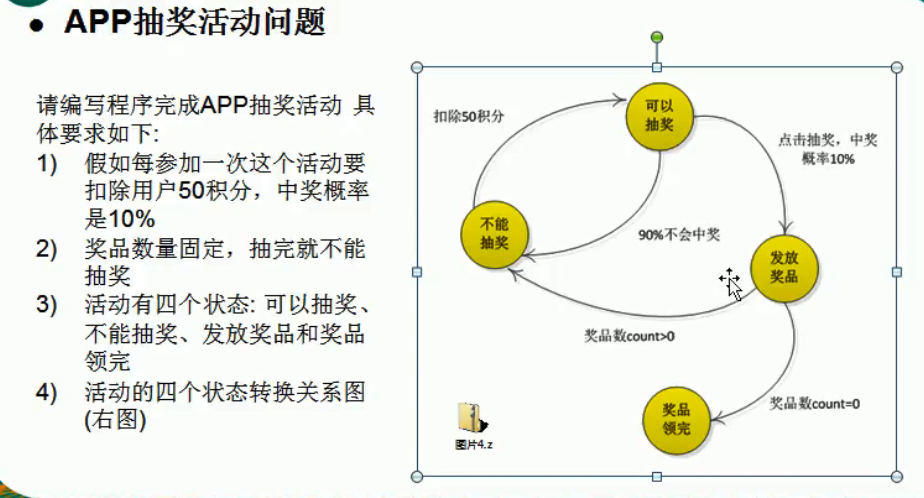 ● APP抽奖活动问题
请编写程序完成APP抽奖活动 具
体要求如下:
1) 假如每参加一次这个活动要
扣除用户50积分，中奖概率
是10%
2) 奖品数量固定，抽完就不能
抽奖
3) 活动有四个状态: 可以抽奖、
不能抽奖、发放奖品和奖品
领完
4) 活动的四个状态转换关系图
(右图)
扣除50积分
可以
抽奖
点击抽奖，中奖
概率10%
不能
抽奖
90%不会中奖
发放
奖品
奖品数count>0
奖品数count=0
奖品
领完
图片4.z